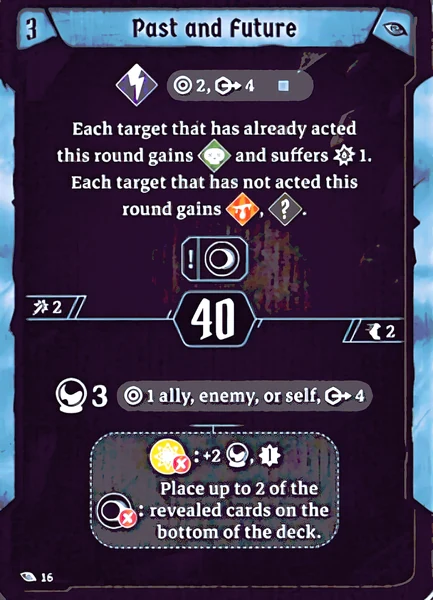 3 Past and Future
2, 4
Each target that has already acted
this round gains and suffers 1.
Each target that has not acted this
round gains , ? .
!
2
40
2
3 1 ally, enemy, or self, 4
: +2 , !
Place up to 2 of the
: revealed cards on the
bottom of the deck.
16